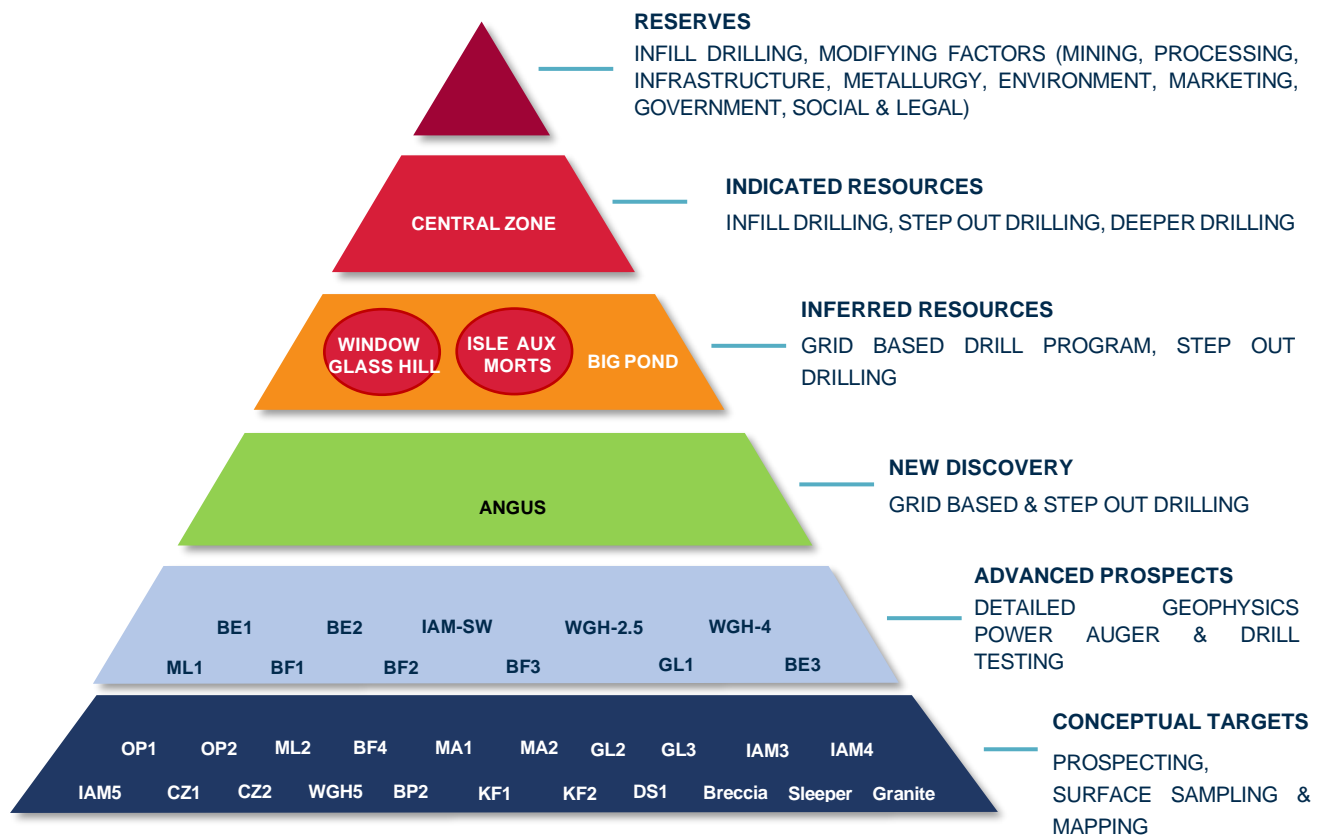 RESERVES
INFILL DRILLING, MODIFYING FACTORS (MINING, PROCESSING,
INFRASTRUCTURE, METALLURGY, ENVIRONMENT, MARKETING,
GOVERNMENT, SOCIAL & LEGAL)
CENTRAL ZONE
INDICATED RESOURCES
INFILL DRILLING, STEP OUT DRILLING, DEEPER DRILLING
WINDOW
GLASS HILL
ISLE AUX
MORTS
BIG POND
INFERRED RESOURCES
GRID BASED DRILL PROGRAM, STEP OUT
DRILLING
ANGUS
NEW DISCOVERY
GRID BASED & STEP OUT DRILLING
BE1 BE2 IAM-SW WGH-2.5 WGH-4
ML1 BF1 BF2 BF3 GL1 BE3
ADVANCED PROSPECTS
DETAILED GEOPHYSICS
POWER AUGER & DRILL
TESTING
OP1 OP2 ML2 BF4 MA1 MA2 GL2 GL3 IAM3 IAM4
IAM5 CZ1 CZ2 WGH5 BP2 KF1 KF2 DS1 Breccia Sleeper Granite
CONCEPTUAL TARGETS
PROSPECTING,
SURFACE SAMPLING &
MAPPING